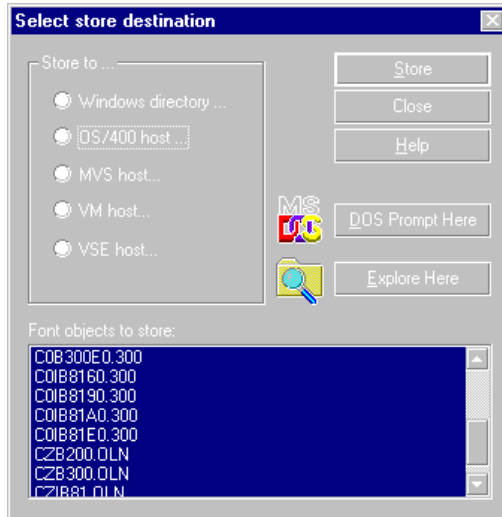 Select store destination
Store to ...
Windows directory ...
OS/400 host ...
MVS host...
VM host...
VSE host...
Store
Close
Help
MS
DOS
DOS Prompt Here
Explore Here
Font objects to store:
C0B300E0.300
C0IB8160.300
C0IB8190.300
C0IB81A0.300
C0IB81E0.300
CZB200.OLN
CZB300.OLN
CZIB81.OLN